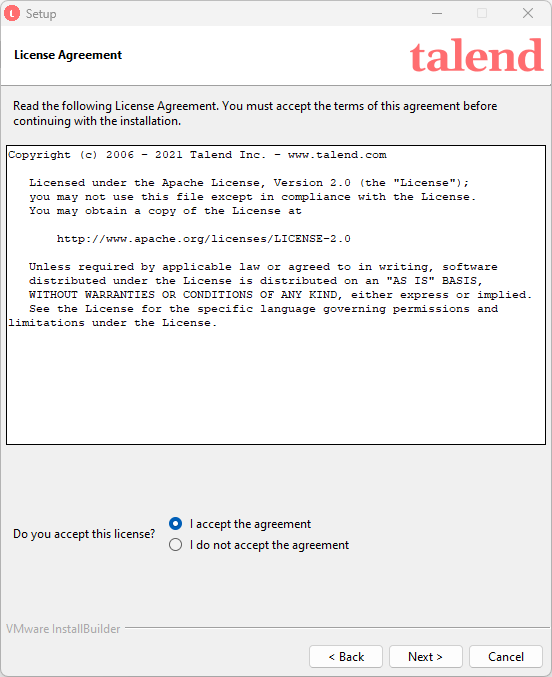 Setup
License Agreement
talend
Read the following License Agreement. You must accept the terms of this agreement before
continuing with the installation.
Copyright (c) 2006 - 2021 Talend Inc. - www.talend.com
Licensed under the Apache License, Version 2.0 (the "License");
you may not use this file except in compliance with the License.
You may obtain a copy of the License at
http://www.apache.org/licenses/LICENSE-2.0
Unless required by applicable law or agreed to in writing, software
distributed under the License is distributed on an "AS IS" BASIS,
WITHOUT WARRANTIES OR CONDITIONS OF ANY KIND, either express or implied.
See the License for the specific language governing permissions and
limitations under the License.
Do you accept this license?
I accept the agreement
I do not accept the agreement
VMware InstallBuilder
< Back
Next >
Cancel